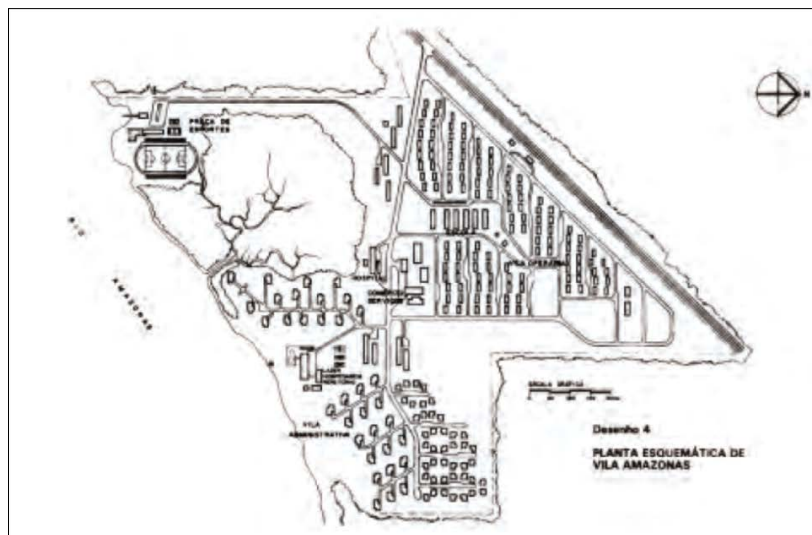 PRAÇA DE
ESPORTES
N
RIO
AMAZONAS
ESCOLA
VILA OPERÁRIA
HOSPITAL
COMÉRCIO
SERVIÇOS
VILA
ADMINISTRATIVA
ESCALA GRÁFICA
Desenho 4
PLANTA ESQUEMÁTICA DE
VILA AMAZONAS